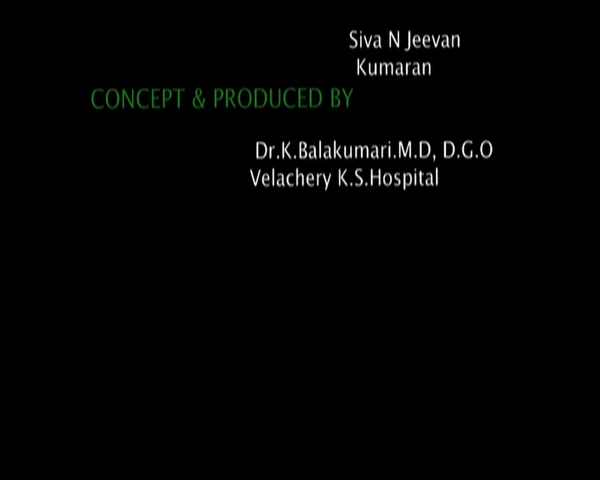 Siva N Jeevan
Kumaran
CONCEPT & PRODUCED BY
Dr.K.Balakumari.M.D, D.G.O
Velachery K.S.Hospital